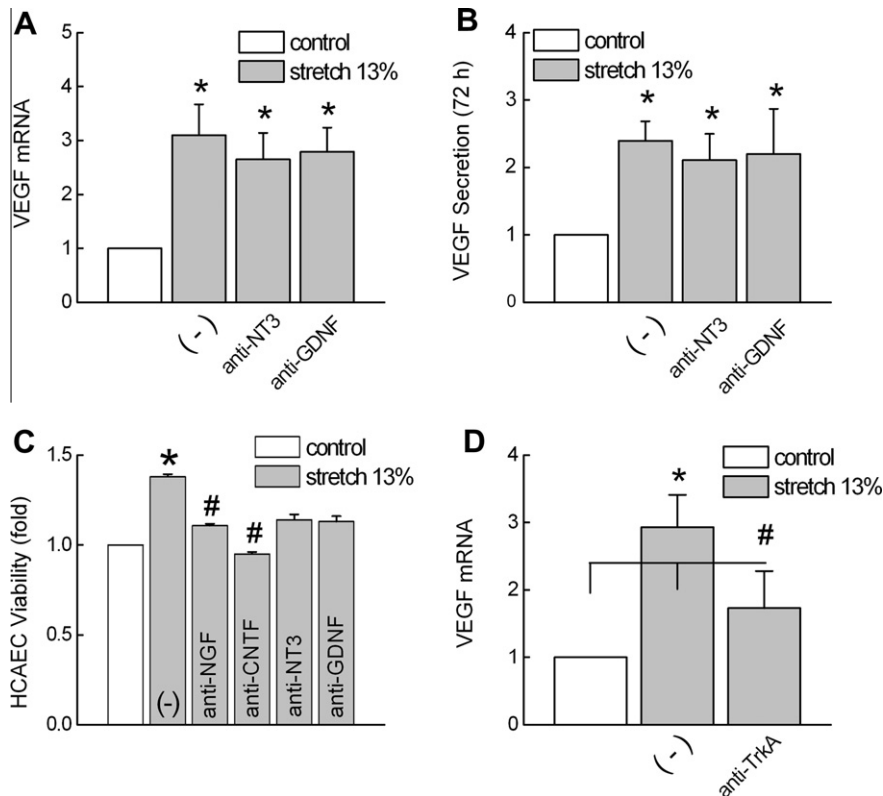 A
VEGF mRNA
5
4
3
2
1
0
control
stretch 13%
*
*
*
(-)
anti-NT3
anti-GDNF
B
VEGF Secretion (72 h)
4
3
2
1
0
control
stretch 13%
*
*
*
(-)
anti-NT3
anti-GDNF
C
HCAEC Viability (fold)
1.5
1.0
0.5
0.0
control
stretch 13%
*
#
#
(-)
anti-NGF
anti-CNTF
anti-NT3
anti-GDNF
D
VEGF mRNA
4
3
2
1
0
control
stretch 13%
*
#
(-)
anti-TrkA